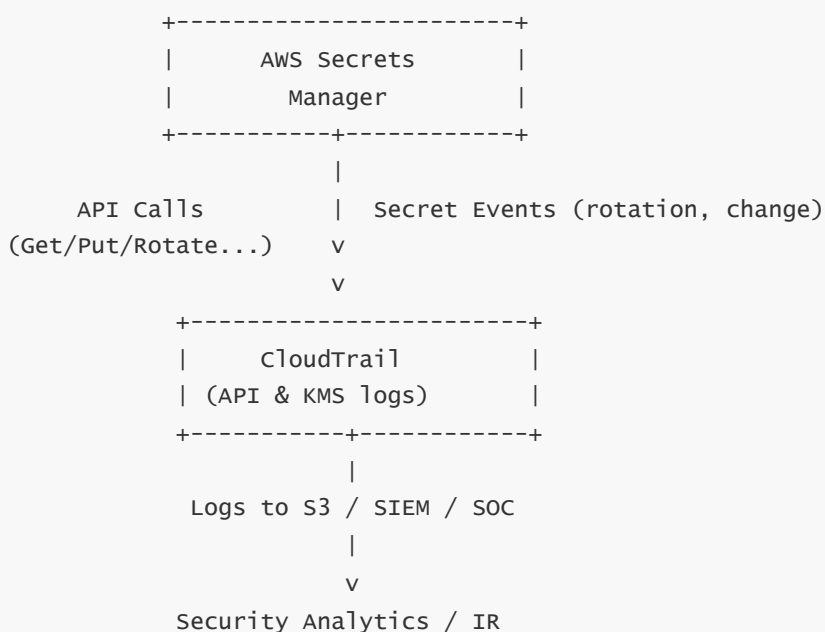 +------------------------+
|      AWS Secrets       |
|        Manager         |
+-----------+------------+
|
API Calls         |  Secret Events (rotation, change)
(Get/Put/Rotate...)    v
v
+------------------------+
|     CloudTrail         |
| (API & KMS logs)       |
+-----------+------------+
|
Logs to S3 / SIEM / SOC
|
v
Security Analytics / IR